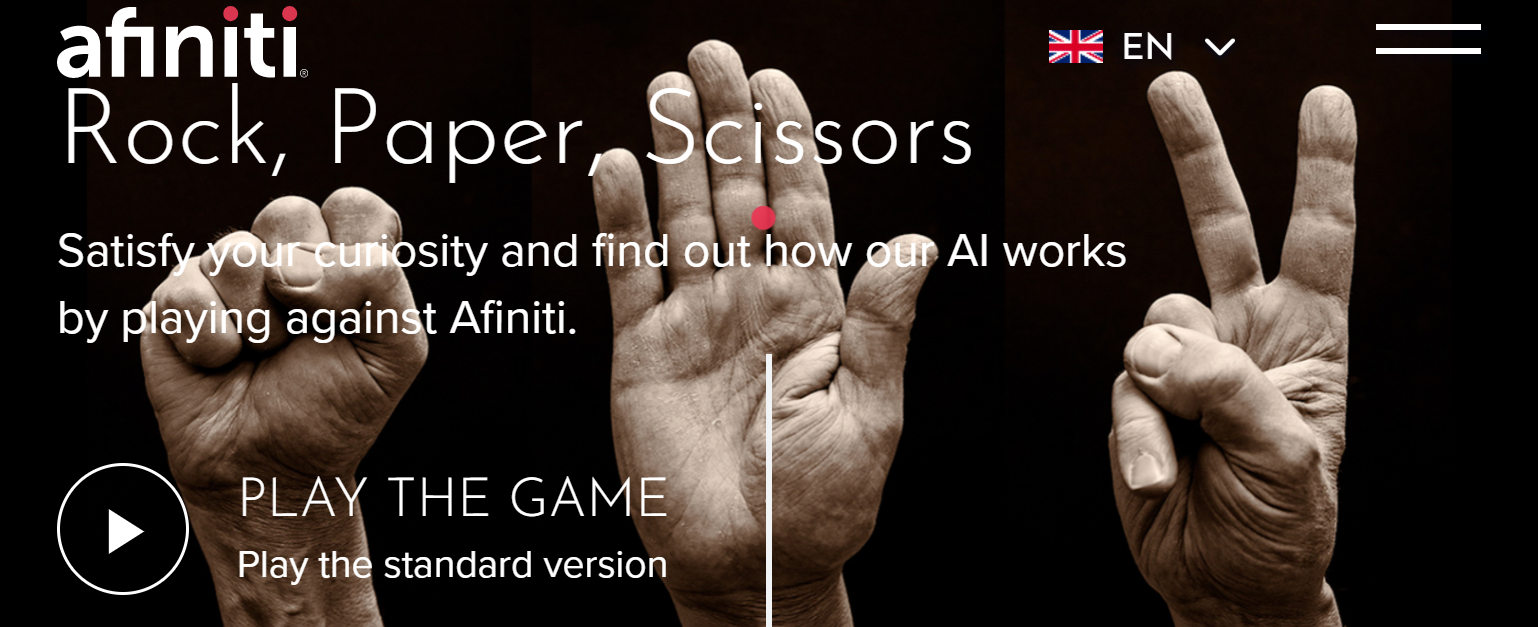 afiniti®
EN
Rock, Paper, Scissors
Satisfy your curiosity and find out how our AI works
by playing against Afiniti.
PLAY THE GAME
Play the standard version